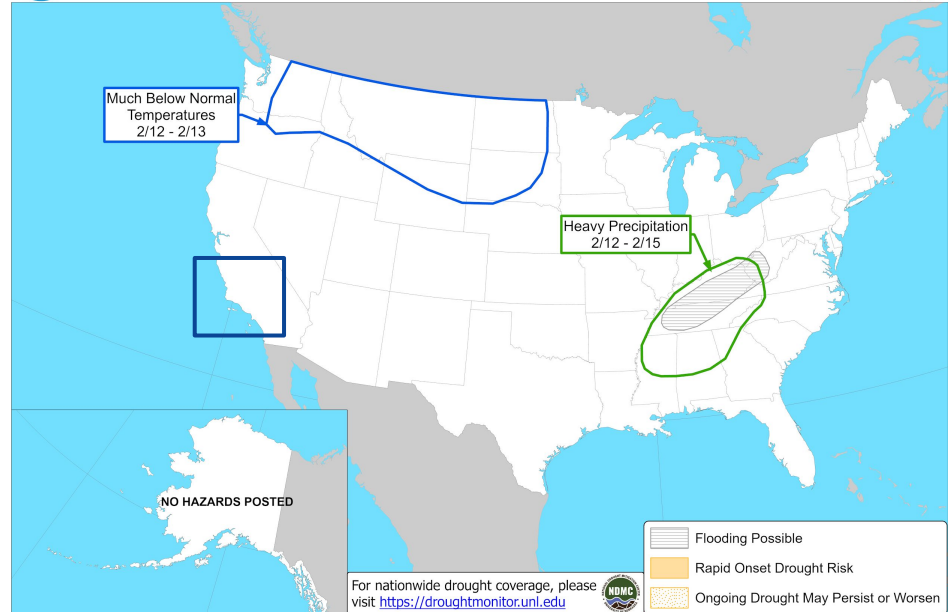 Much Below Normal
Temperatures
2/12 - 2/13
Heavy Precipitation
2/12 - 2/15
NO HAZARDS POSTED
For nationwide drought coverage, please
visit https://droughtmonitor.unl.edu
NDMC
Flooding Possible
Rapid Onset Drought Risk
Ongoing Drought May Persist or Worsen